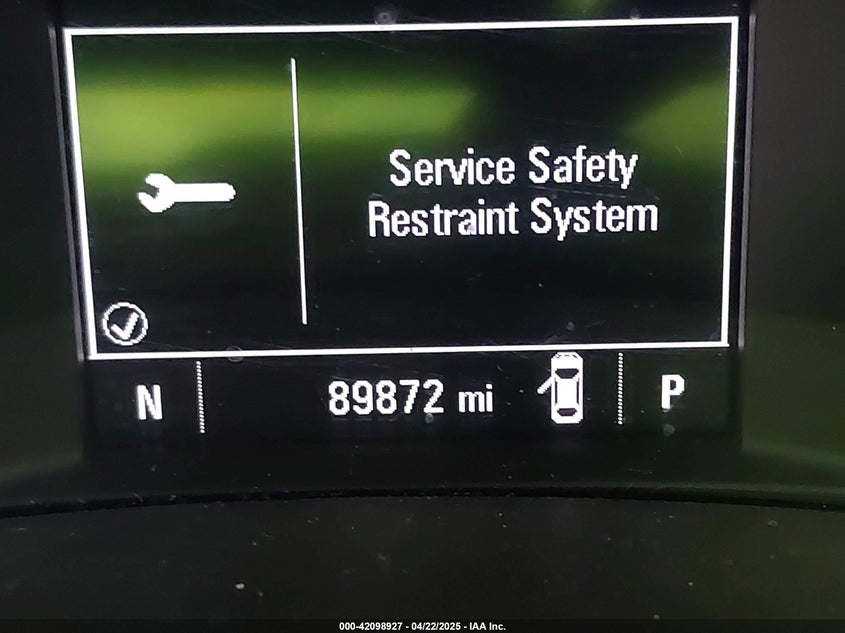 Service Safety
Restraint System
N
89872 mi
P
000-42098927 - 04/22/2025 - IAA Inc.